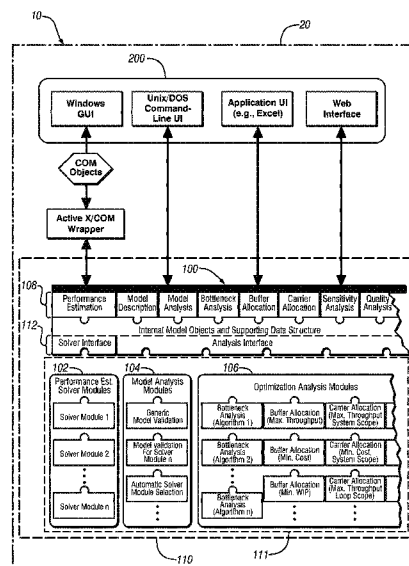 10
20
200
Windows
GUI
Unix/DOS
Command-
Line UI
Application UI
(e.g., Excel)
Web
Interface
COM
Objects
Active X/COM
Wrapper
100
108
Performance
Estimation
Model
Description
Model
Analysis
Bottleneck
Analysis
Buffer
Allocation
Carrier
Allocation
Sensitivity
Analysis
Quality
Analysis
Internal Model Objects and Supporting Data Structure
112
Solver Interface
Analysis Interface
102
Performance Est.
Solver Modules
Solver Module 1
Solver Module 2
Solver Module n
104
Model Analysis
Modules
Generic
Model Validation
Model Validation
For Solver
Module n
Automatic Solver
Module Selection
106
Optimization Analysis Modules
Bottleneck
Analysis
(Algorithm 1)
Buffer Allocation
(Max. Throughput)
Carrier Allocation
(Max. Throughput
System Scope)
Bottleneck
Analysis
(Algorithm 2)
Buffer Allocation
(Min. Cost)
Carrier Allocation
(Min. Cost,
System Scope)
Buffer Allocation
(Min. WIP)
Carrier Allocation
(Max. Throughput
Loop Scope)
Bottleneck
Analysis
(Algorithm n)
110
111